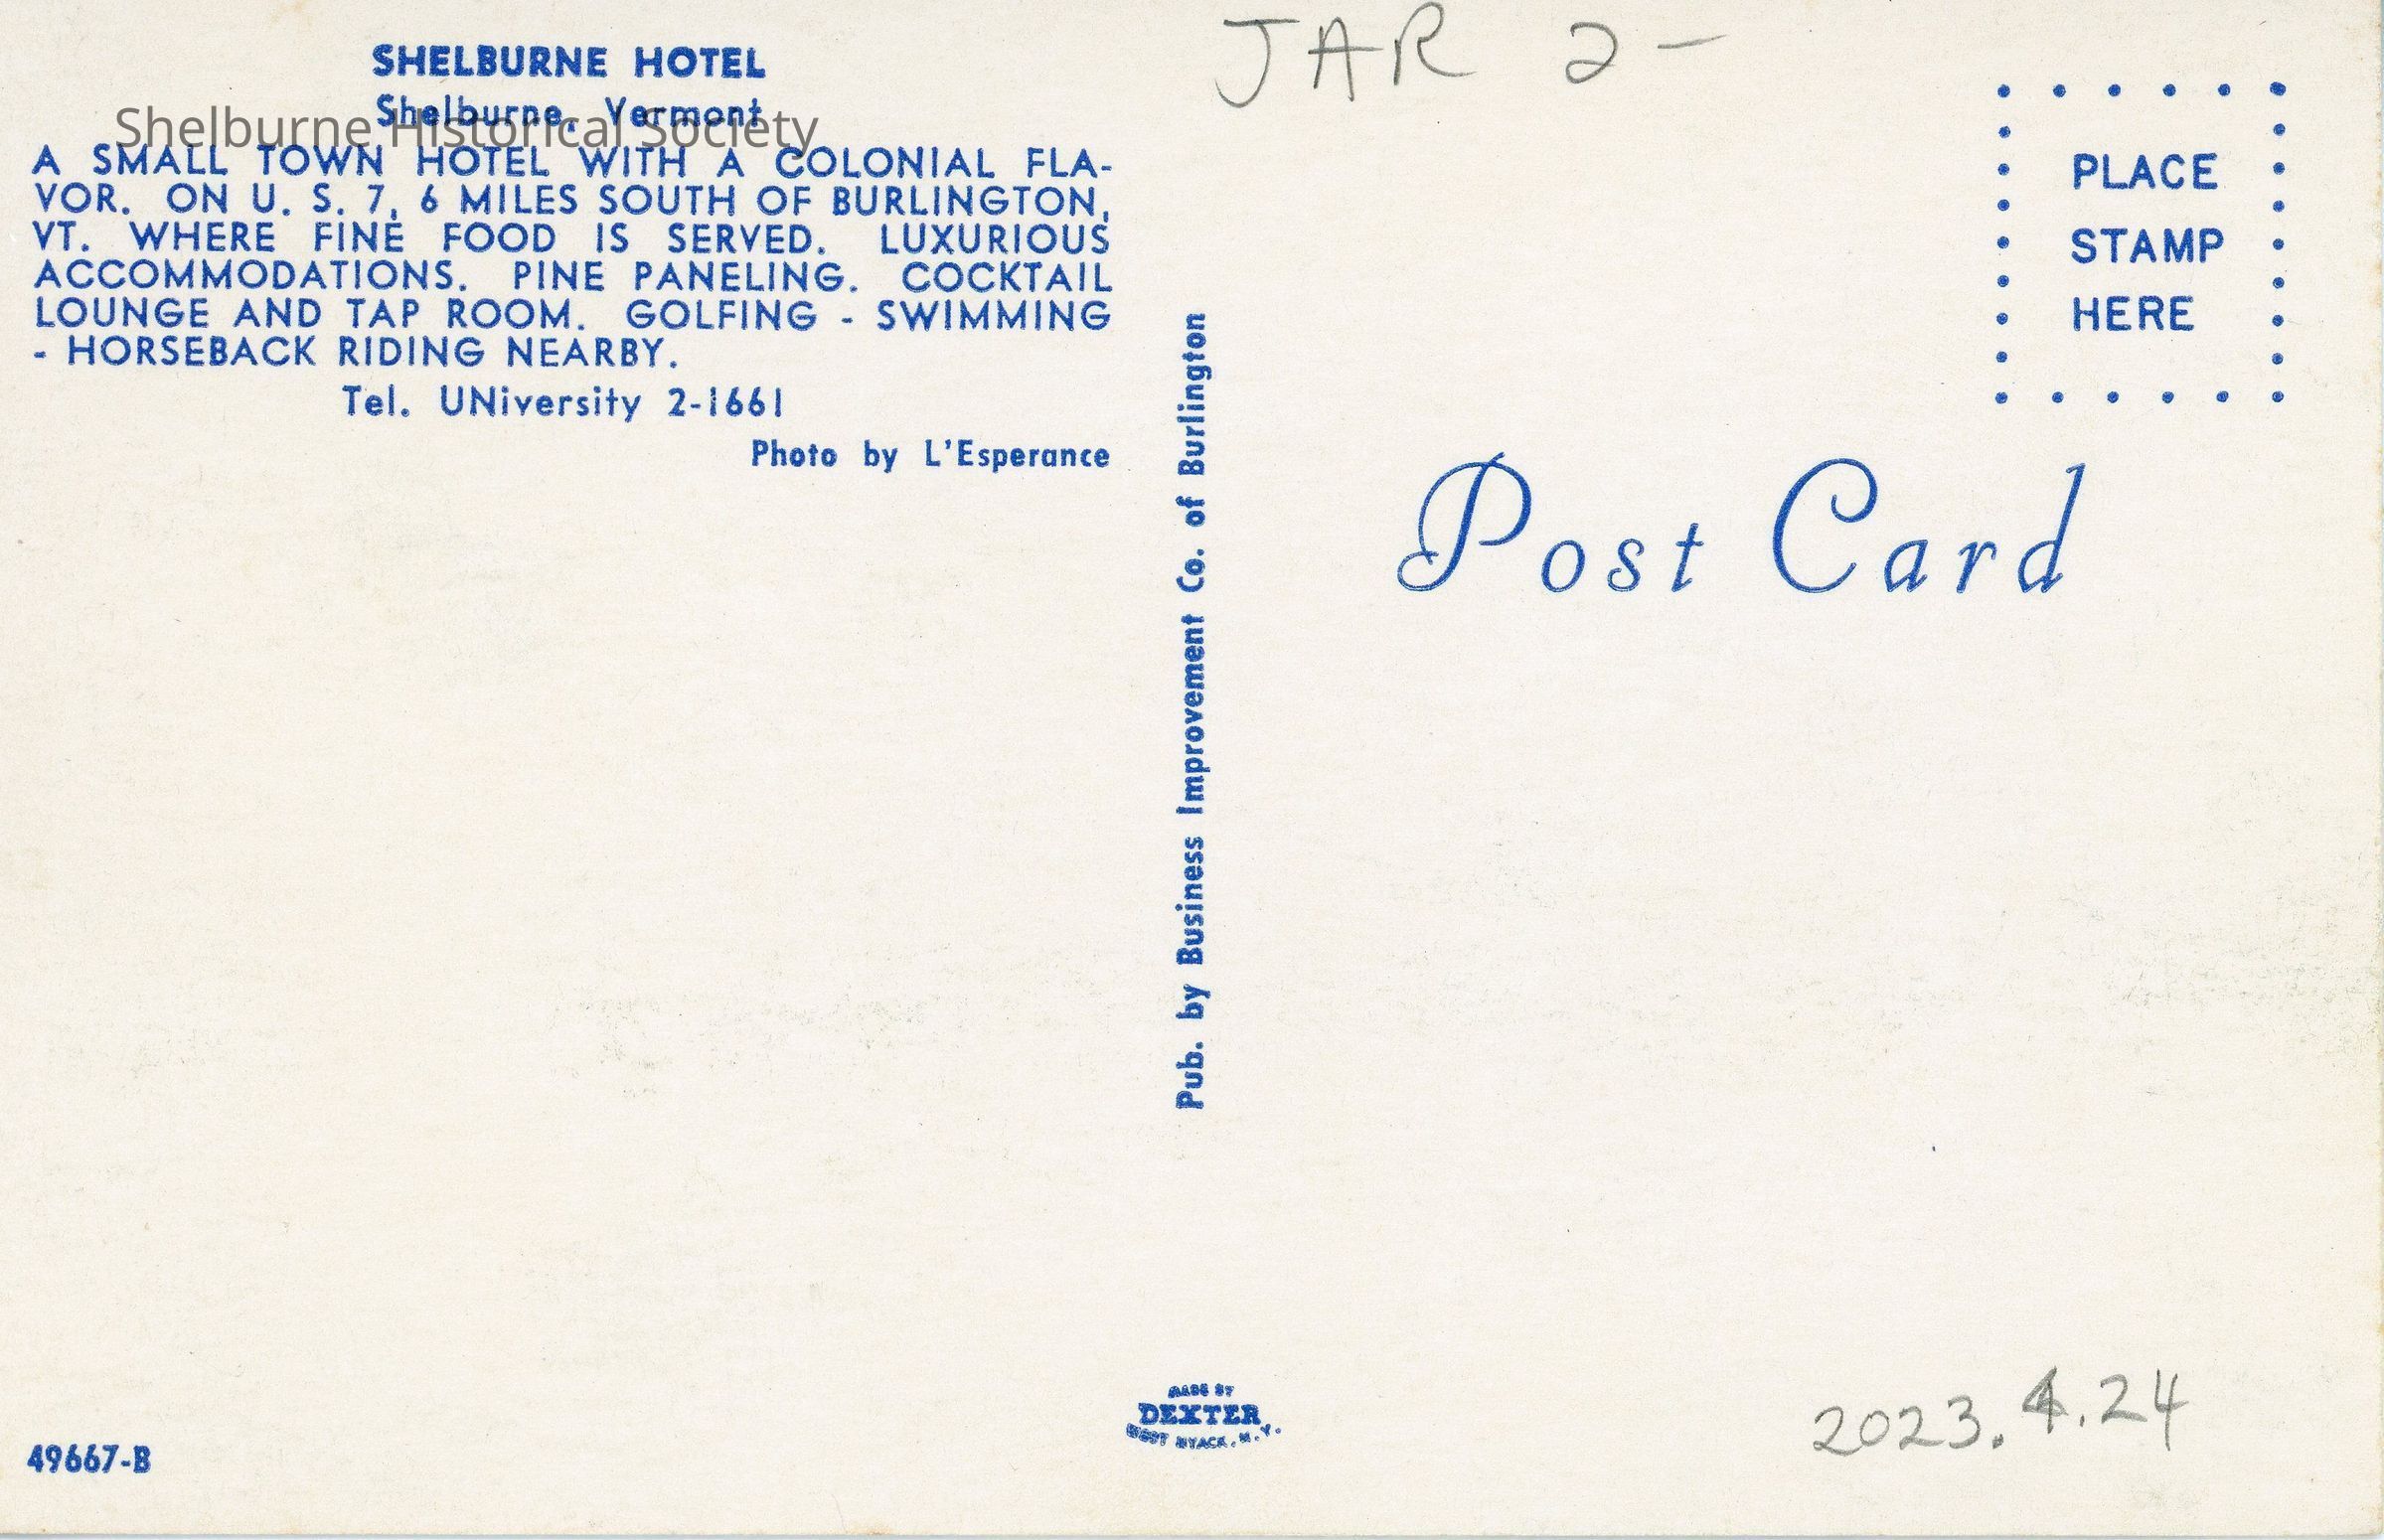 JAR 2-
SHELBURNE HOTEL
Shelburne, Vermont
Shelburne Historical Society
A SMALL TOWN HOTEL WITH A COLONIAL FLA-
VOR. ON U. S. 7, 6 MILES SOUTH OF BURLINGTON,
VT. WHERE FINE FOOD IS SERVED. LUXURIOUS
ACCOMMODATIONS. PINE PANELING. COCKTAIL
LOUNGE AND TAP ROOM. GOLFING - SWIMMING
- HORSEBACK RIDING NEARBY.
Tel. UNiversity 2-1661
Photo by L'Esperance
Pub. by Business Improvement Co. of Burlington
PLACE
STAMP
HERE
Post Card
49667-B
MADE BY
DEXTER
WEST NYACK, N.Y.
2023.4.24